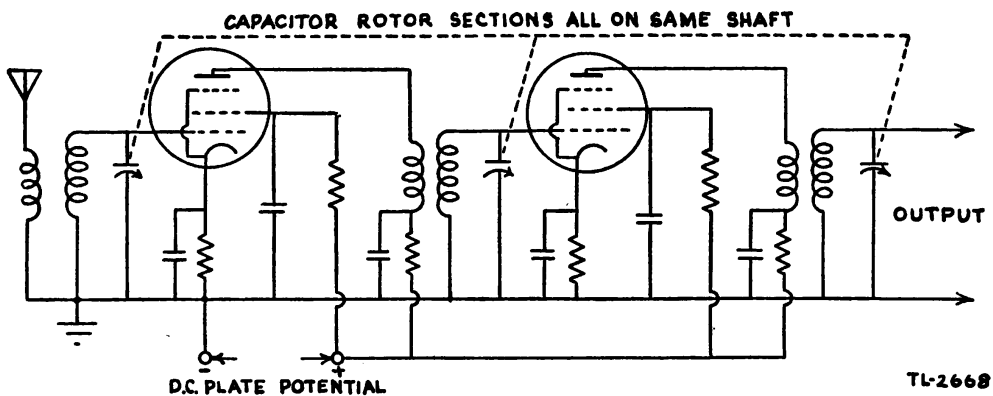 CAPACITOR ROTOR SECTIONS ALL ON SAME SHAFT
OUTPUT
- +
D.C. PLATE POTENTIAL
TL-2668